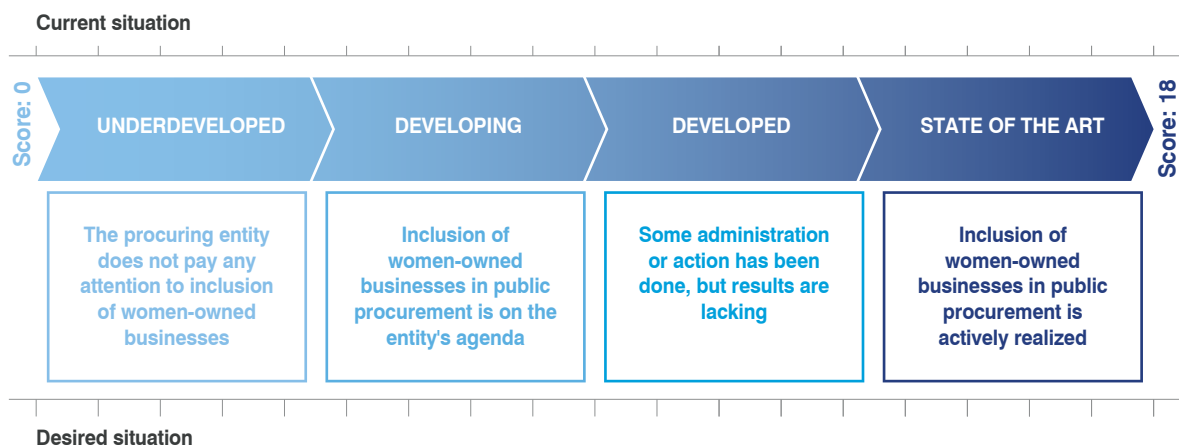 Current situation
Score: 0
UNDERDEVELOPED
DEVELOPING
DEVELOPED
STATE OF THE ART
Score: 18
The procuring entity
does not pay any
attention to inclusion
of women-owned
businesses
Inclusion of
women-owned
businesses in public
procurement is on the
entity's agenda
Some administration
or action has been
done, but results are
lacking
Inclusion of
women-owned
businesses in public
procurement is
actively realized
Desired situation